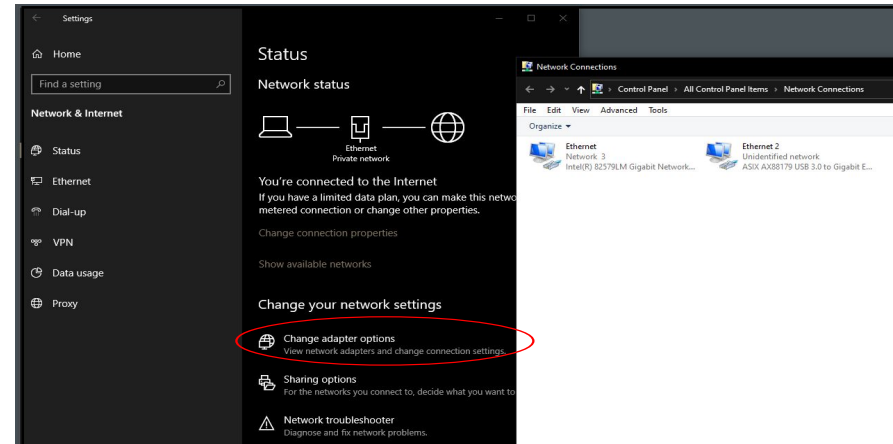 Settings
Home
Find a setting
Network & Internet
Status
Ethernet
Dial-up
VPN
Data usage
Proxy
Status
Network status
Ethernet
Private network
You're connected to the Internet
If you have a limited data plan, you can make this netwo
metered connection or change other properties.
Change connection properties
Show available networks
Change your network settings
Change adapter options
View network adapters and change connection settings.
Sharing options
For the networks you connect to, decide what you want to
Network troubleshooter
Diagnose and fix network problems.
Network Connections
Control Panel > All Control Panel Items > Network Connections
File Edit View Advanced Tools
Organize
Ethernet
Network 3
Intel(R) 82579LM Gigabit Network...
Ethernet 2
Unidentified network
ASIX AX88179 USB 3.0 to Gigabit E...